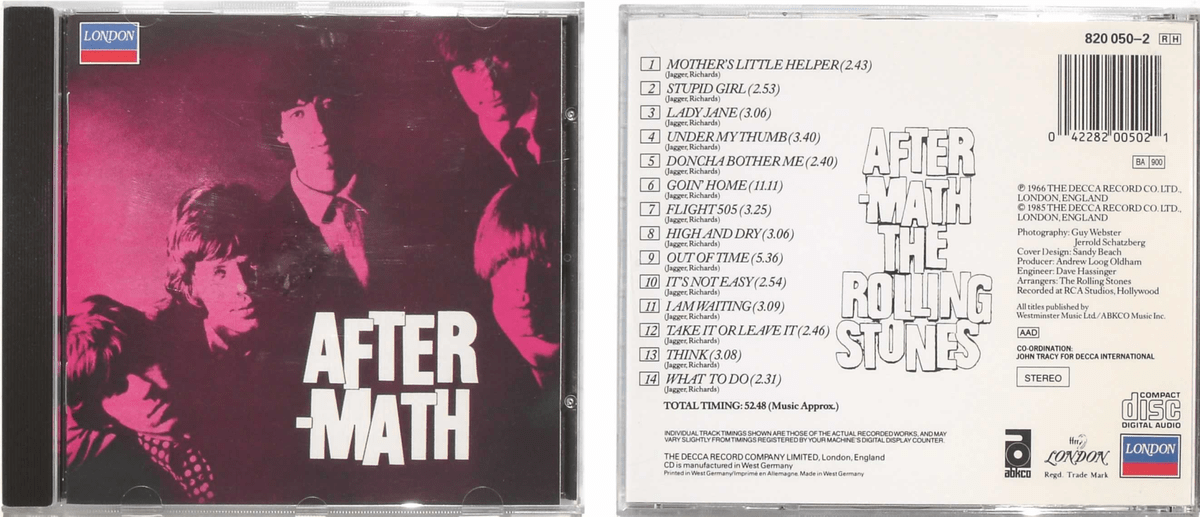 LONDON
AFTER
-MATH
1 MOTHER'S LITTLE HELPER (2.43)
(Jagger, Richards)
2 STUPID GIRL (2.53)
(Jagger, Richards)
3 LADY JANE (3.06)
(Jagger, Richards)
4 UNDER MY THUMB (3.40)
(Jagger, Richards)
5 DONCHA BOTHER ME (2.40)
(Jagger, Richards)
6 GOIN' HOME (11.11)
(Jagger, Richards)
7 FLIGHT 505 (3.25)
(Jagger, Richards)
8 HIGH AND DRY (3.06)
(Jagger, Richards)
9 OUT OF TIME (5.36)
(Jagger, Richards)
10 IT'S NOT EASY (2.54)
(Jagger, Richards)
11 I AM WAITING (3.09)
(Jagger, Richards)
12 TAKE IT OR LEAVE IT (2.46)
(Jagger, Richards)
13 THINK (3.08)
(Jagger, Richards)
14 WHAT TO DO (2.31)
(Jagger, Richards)
TOTAL TIMING: 52.48 (Music Approx.)
INDIVIDUAL TRACK TIMINGS SHOWN ARE THOSE OF THE ACTUAL RECORDED WORKS, AND MAY
VARY SLIGHTLY FROM TIMINGS REGISTERED BY YOUR MACHINE'S DIGITAL DISPLAY COUNTER.
THE DECCA RECORD COMPANY LIMITED, London, England
CD is manufactured in West Germany
Printed in West Germany/Imprimé en Allemagne. Made in West Germany
AFTER
-MATH
THE
ROLLING
STONES
820 050-2 RH
0 42282 00502 1
BA 900
℗ 1966 THE DECCA RECORD CO. LTD.,
LONDON, ENGLAND
© 1985 THE DECCA RECORD CO. LTD.,
LONDON, ENGLAND
Photography: Guy Webster
Jerrold Schatzberg
Cover Design: Sandy Beach
Producer: Andrew Loog Oldham
Engineer: Dave Hassinger
Arrangers: The Rolling Stones
Recorded at RCA Studios, Hollywood
All titles published by
Westminster Music Ltd./ABKCO Music Inc.
AAD
CO-ORDINATION:
JOHN TRACY FOR DECCA INTERNATIONAL
STEREO
COMPACT
disc
DIGITAL AUDIO
abkco
LONDON
Regd. Trade Mark
LONDON